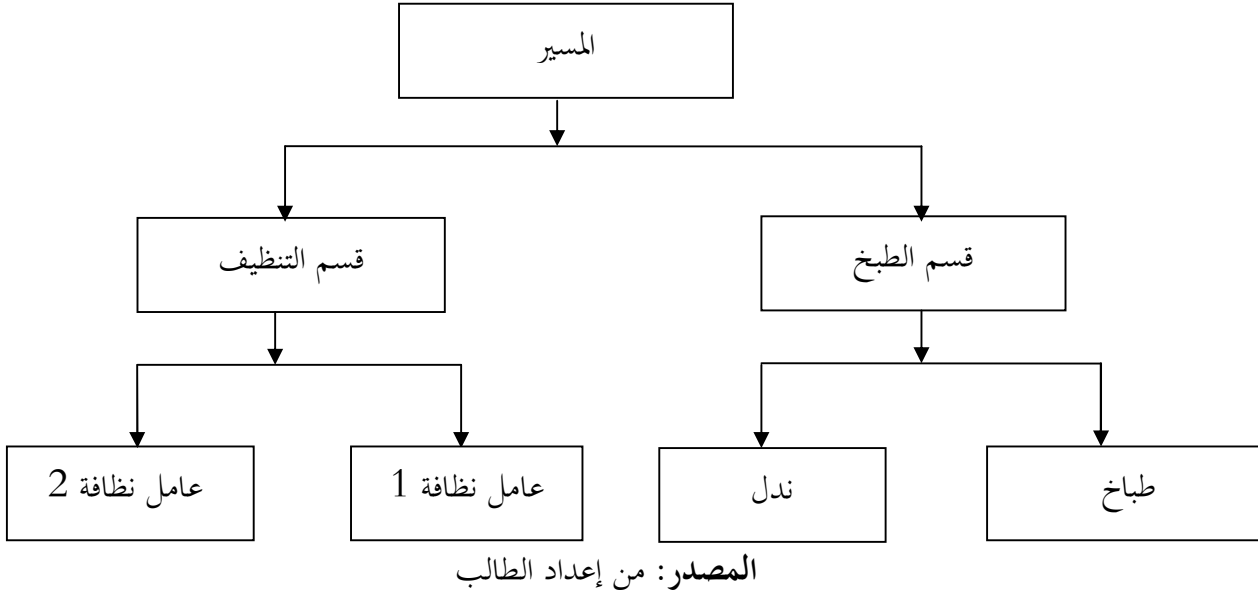 المسير
قسم الطبخ
قسم التنظيف
طباخ
ندل
عامل نظافة 1
عامل نظافة 2
المصدر: من إعداد الطالب